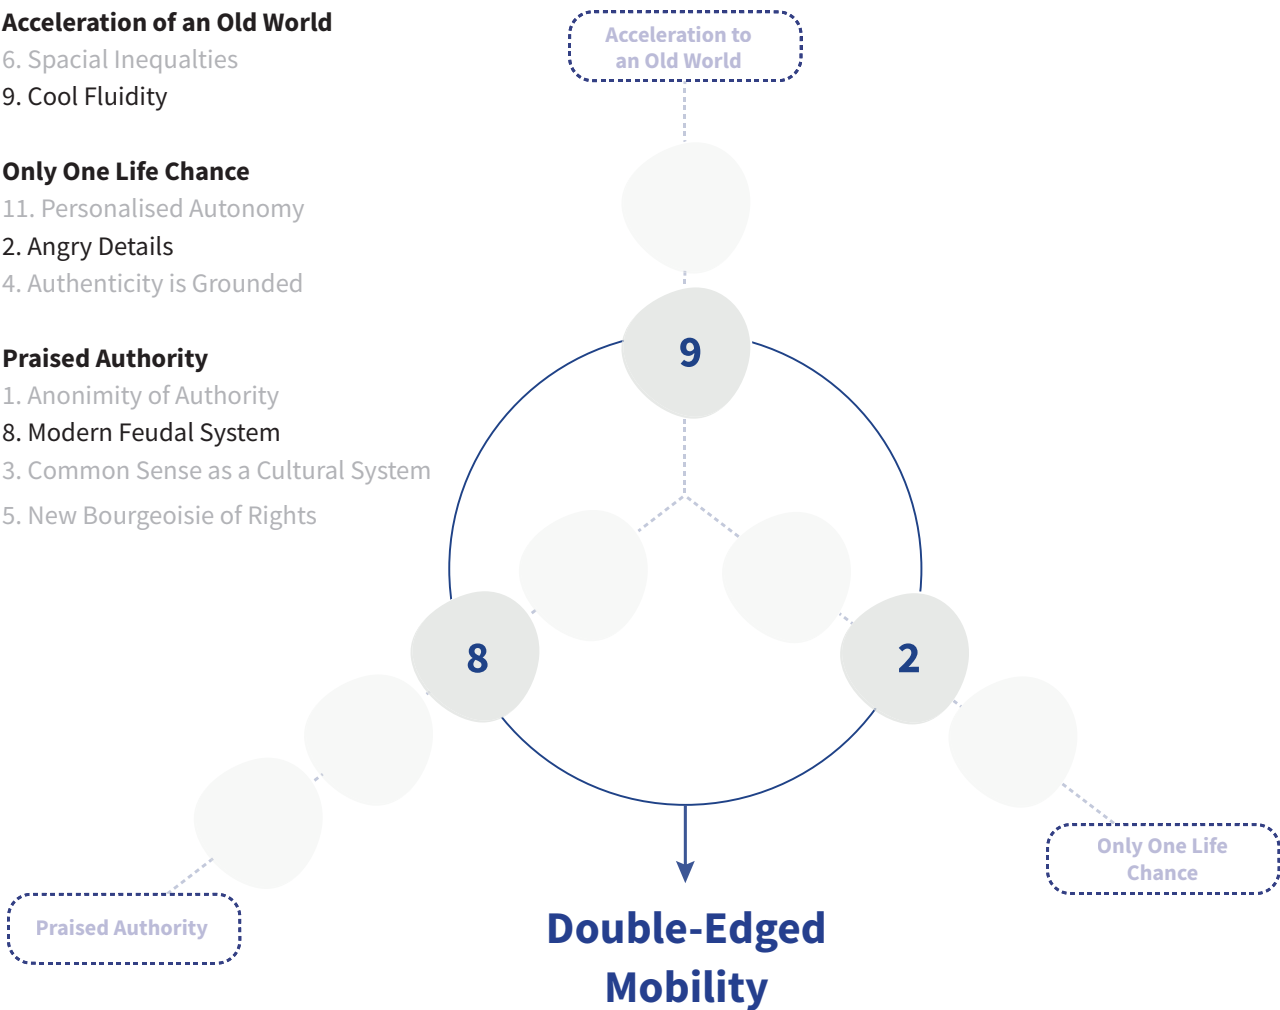 Acceleration of an Old World
6. Spacial Inequalties
9. Cool Fluidity
Only One Life Chance
11. Personalised Autonomy
2. Angry Details
4. Authenticity is Grounded
Praised Authority
1. Anonimity of Authority
8. Modern Feudal System
3. Common Sense as a Cultural System
5. New Bourgeoisie of Rights
Acceleration to
an Old World
9
8
2
Only One Life
Chance
Praised Authority
Double-Edged
Mobility